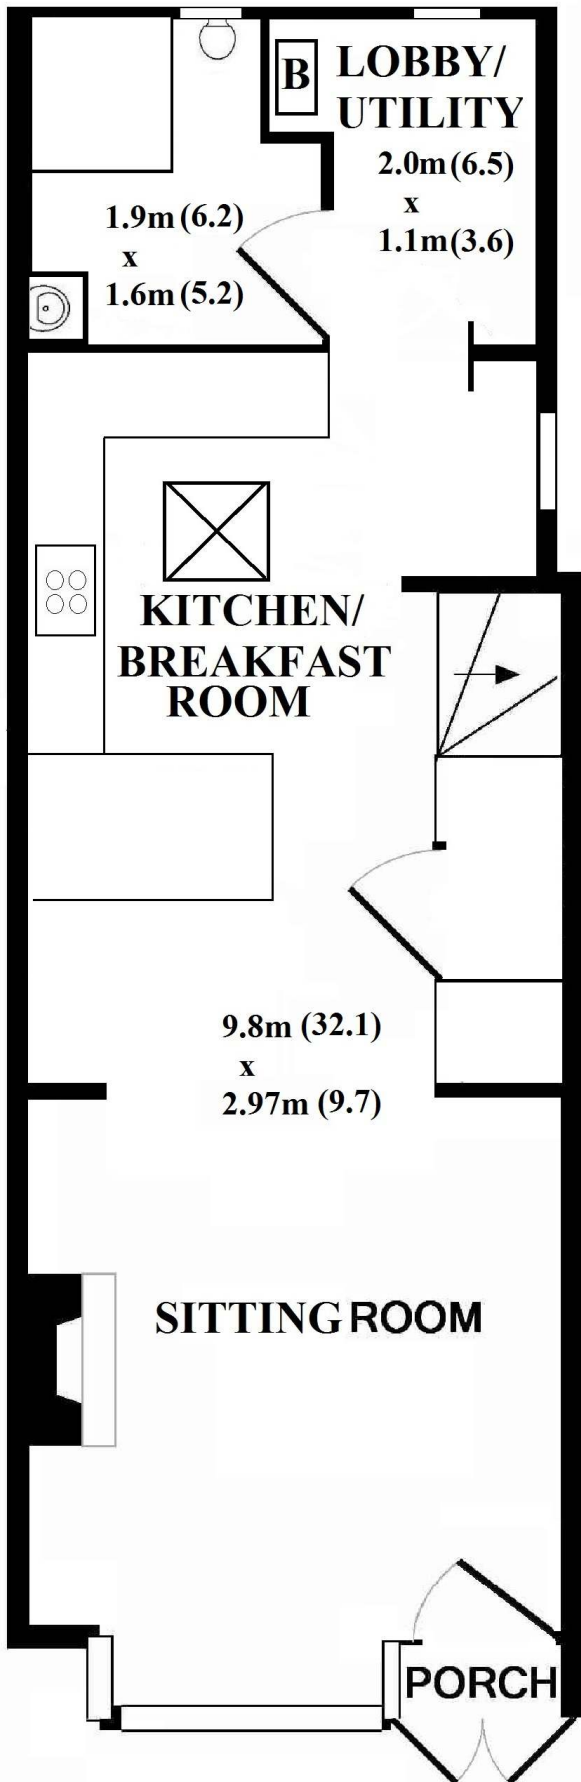 B
LOBBY/
UTILITY
2.0m (6.5)
x
1.1m (3.6)
1.9m (6.2)
x
1.6m (5.2)
KITCHEN/
BREAKFAST
ROOM
9.8m (32.1)
x
2.97m (9.7)
SITTING ROOM
PORCH